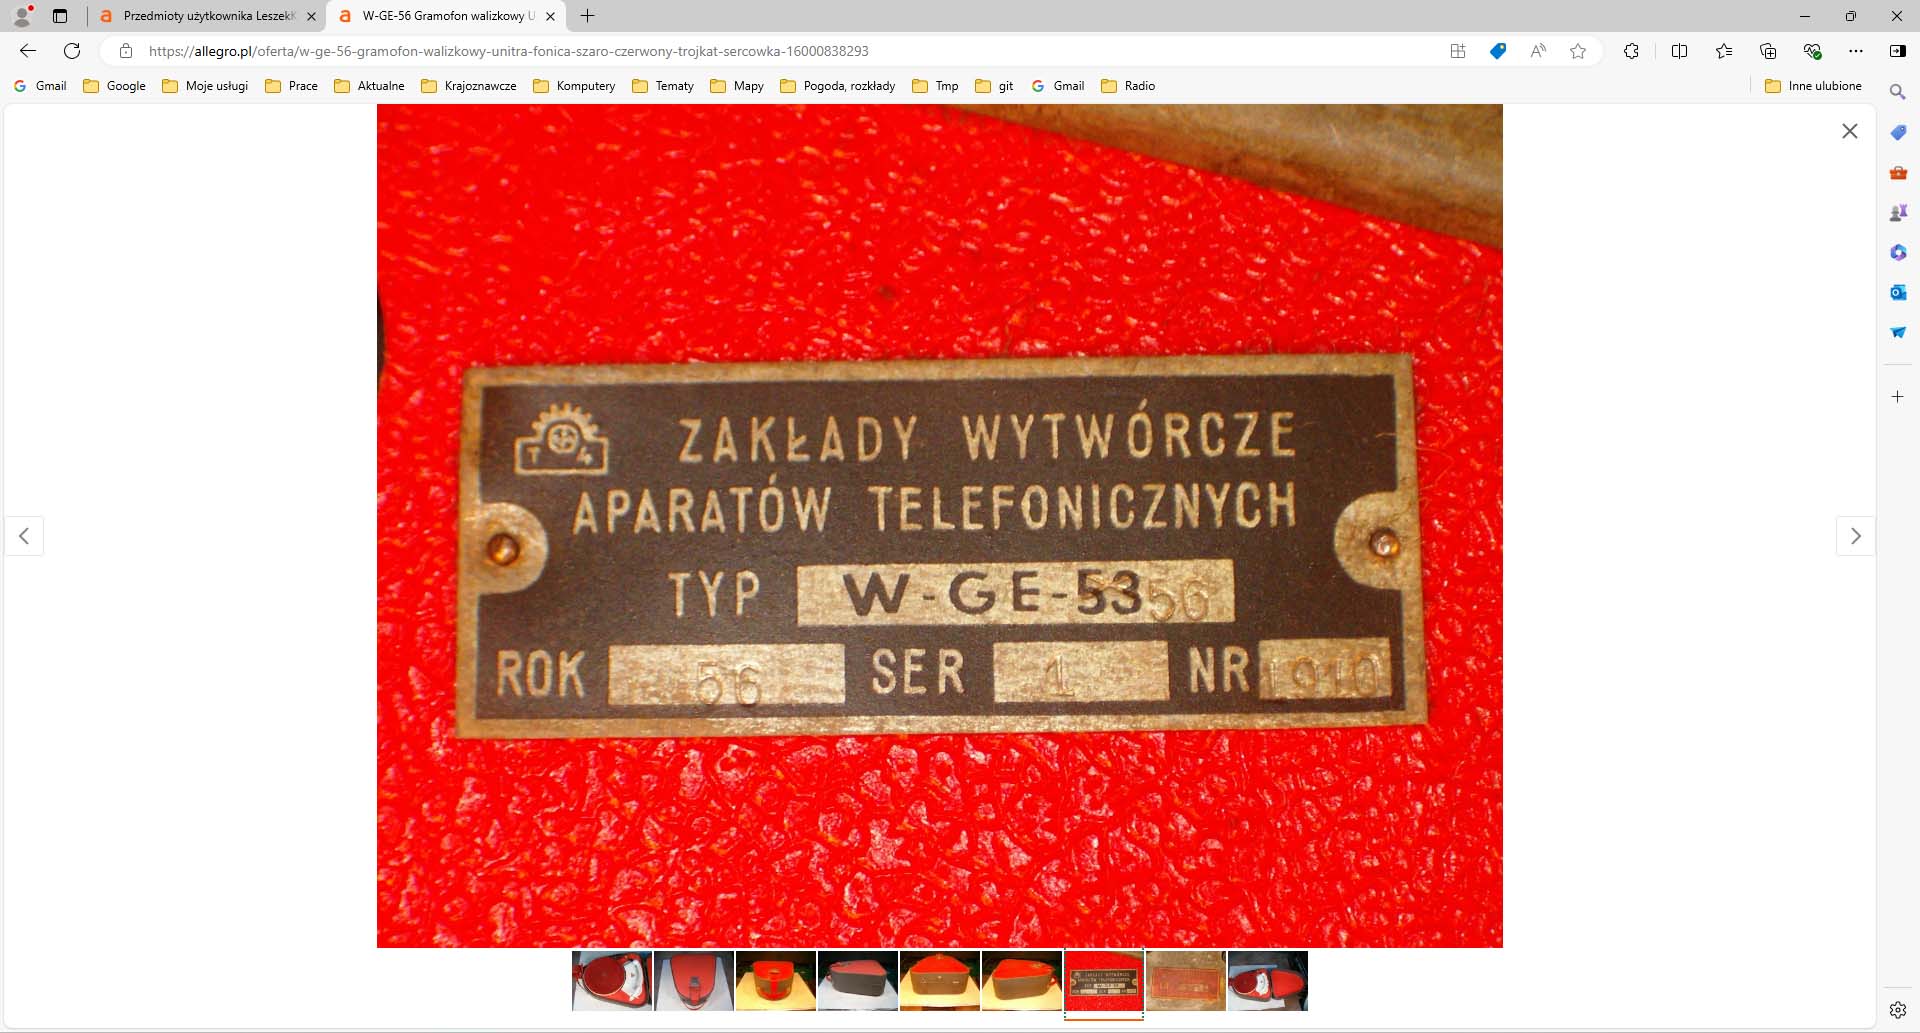 Przedmioty użytkownika LeszekK
W-GE-56 Gramofon walizkowy U
https://allegro.pl/oferta/w-ge-56-gramofon-walizkowy-unitra-fonica-szaro-czerwony-trojkat-sercowka-16000838293
Gmail Google Moje usługi Prace Aktualne Krajoznawcze Komputery Tematy Mapy Pogoda, rozkłady Tmp git Gmail Radio Inne ulubione
T 4
ZAKŁADY WYTWÓRCZE
APARATÓW TELEFONICZNYCH
TYP W-GE-53 56
ROK 56 SER 1 NR 1910